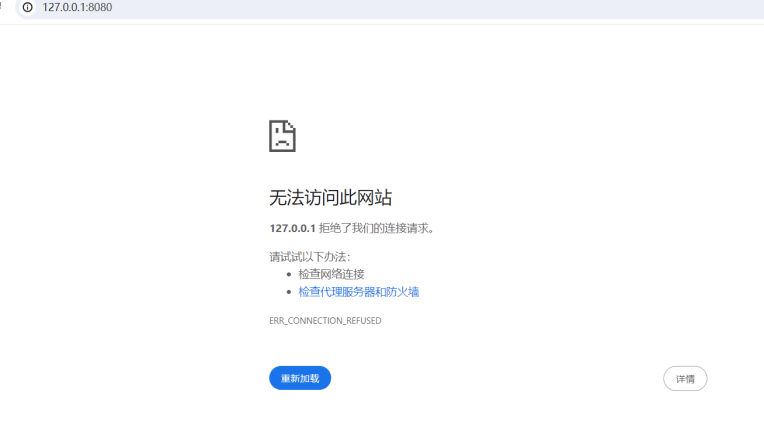 127.0.0.1:8080
无法访问此网站
127.0.0.1 拒绝了我们的连接请求。
请试试以下办法：
检查网络连接
检查代理服务器和防火墙
ERR_CONNECTION_REFUSED
重新加载
详情